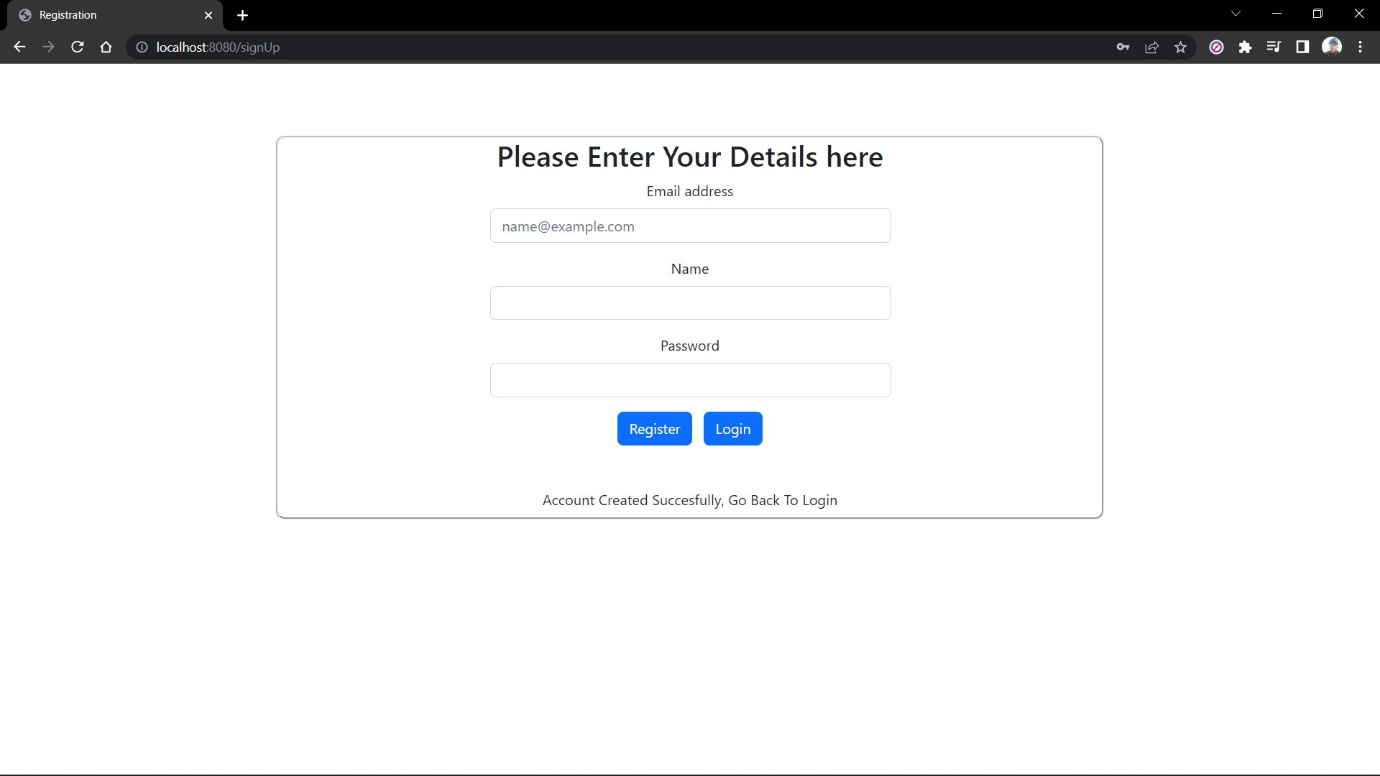 Registration
localhost:8080/signUp
Please Enter Your Details here
Email address
name@example.com
Name
Password
Register Login
Account Created Succesfully, Go Back To Login